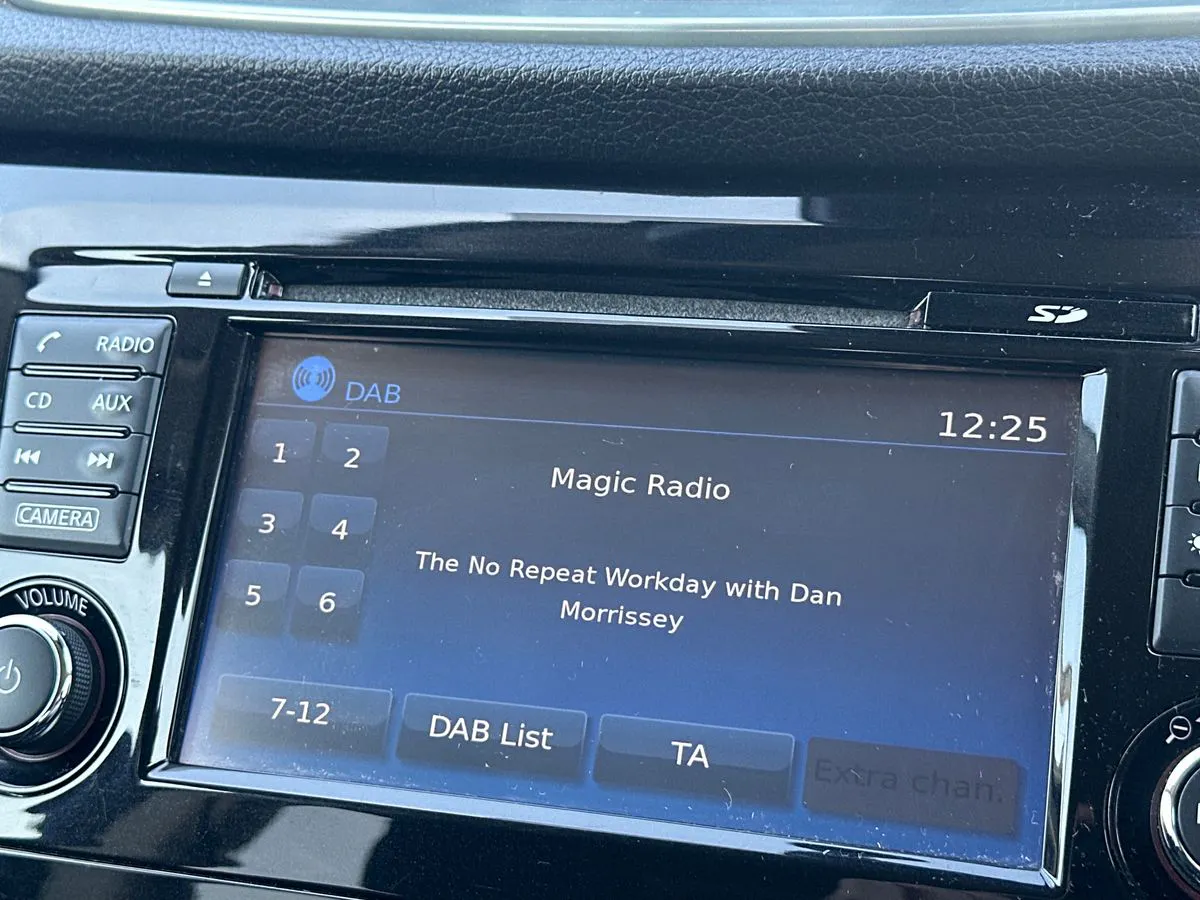 SD
RADIO
CD AUX
CAMERA
VOLUME
DAB
12:25
1 2
3 4
5 6
Magic Radio
The No Repeat Workday with Dan
Morrissey
7-12
DAB List
TA
Extra chan.